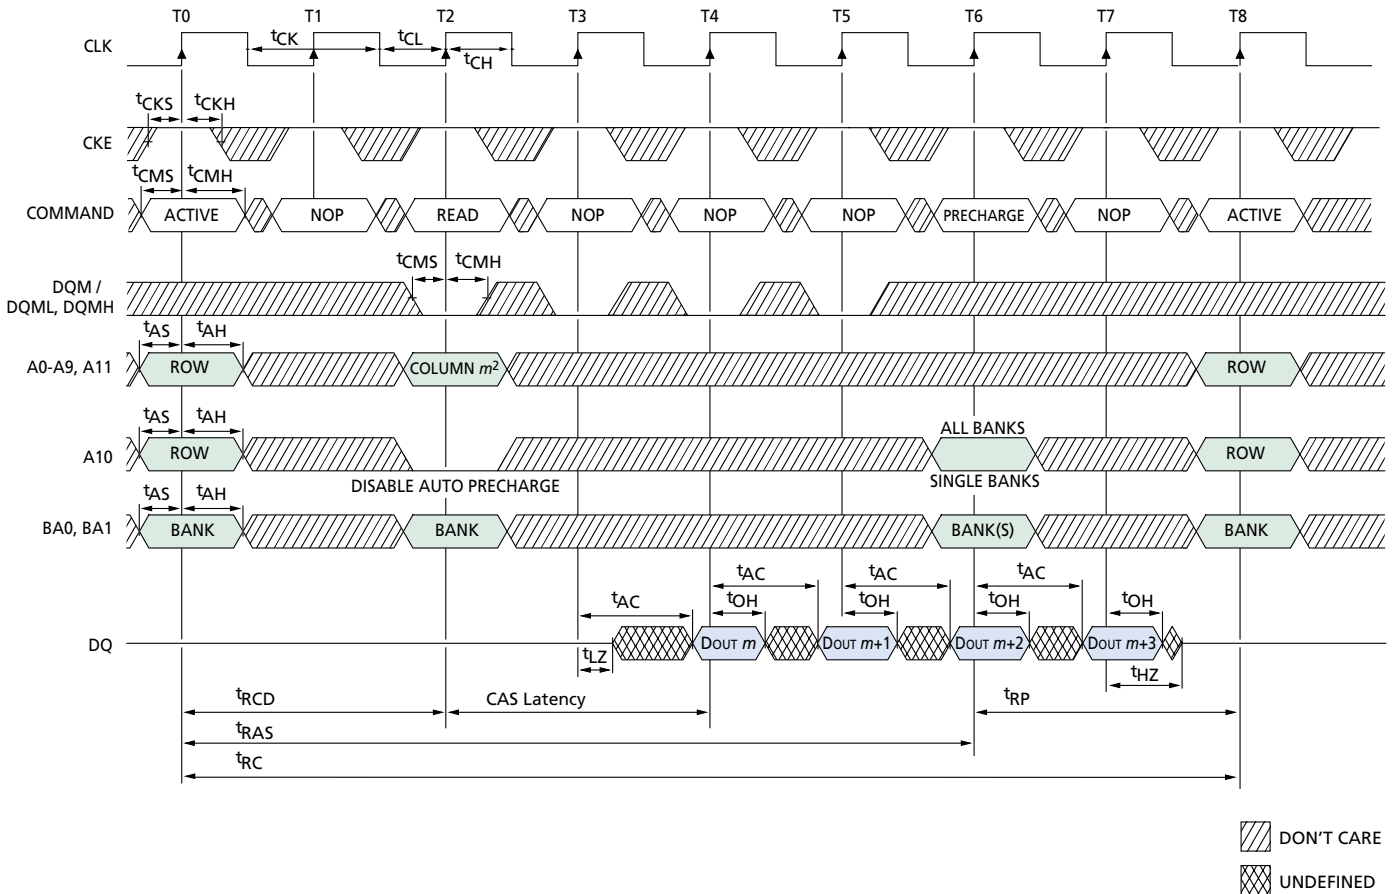 T0 T1 T2 T3 T4 T5 T6 T7 T8
CLK
tCK tCL
tCH
tCKS tCKH
CKE
tCMS tCMH
COMMAND ACTIVE NOP READ NOP NOP NOP PRECHARGE NOP ACTIVE
tCMS tCMH
DQM /
DQML, DQMH
tAS tAH
A0-A9, A11 ROW COLUMN m2 ROW
tAS tAH
ALL BANKS
A10 ROW ROW
DISABLE AUTO PRECHARGE SINGLE BANKS
tAS tAH
BA0, BA1 BANK BANK BANK(S) BANK
tAC tAC tAC
tAC tOH tOH tOH tOH
DQ DOUT m DOUT m+1 DOUT m+2 DOUT m+3
tLZ tHZ
tRCD CAS Latency tRP
tRAS
tRC
DON'T CARE
UNDEFINED